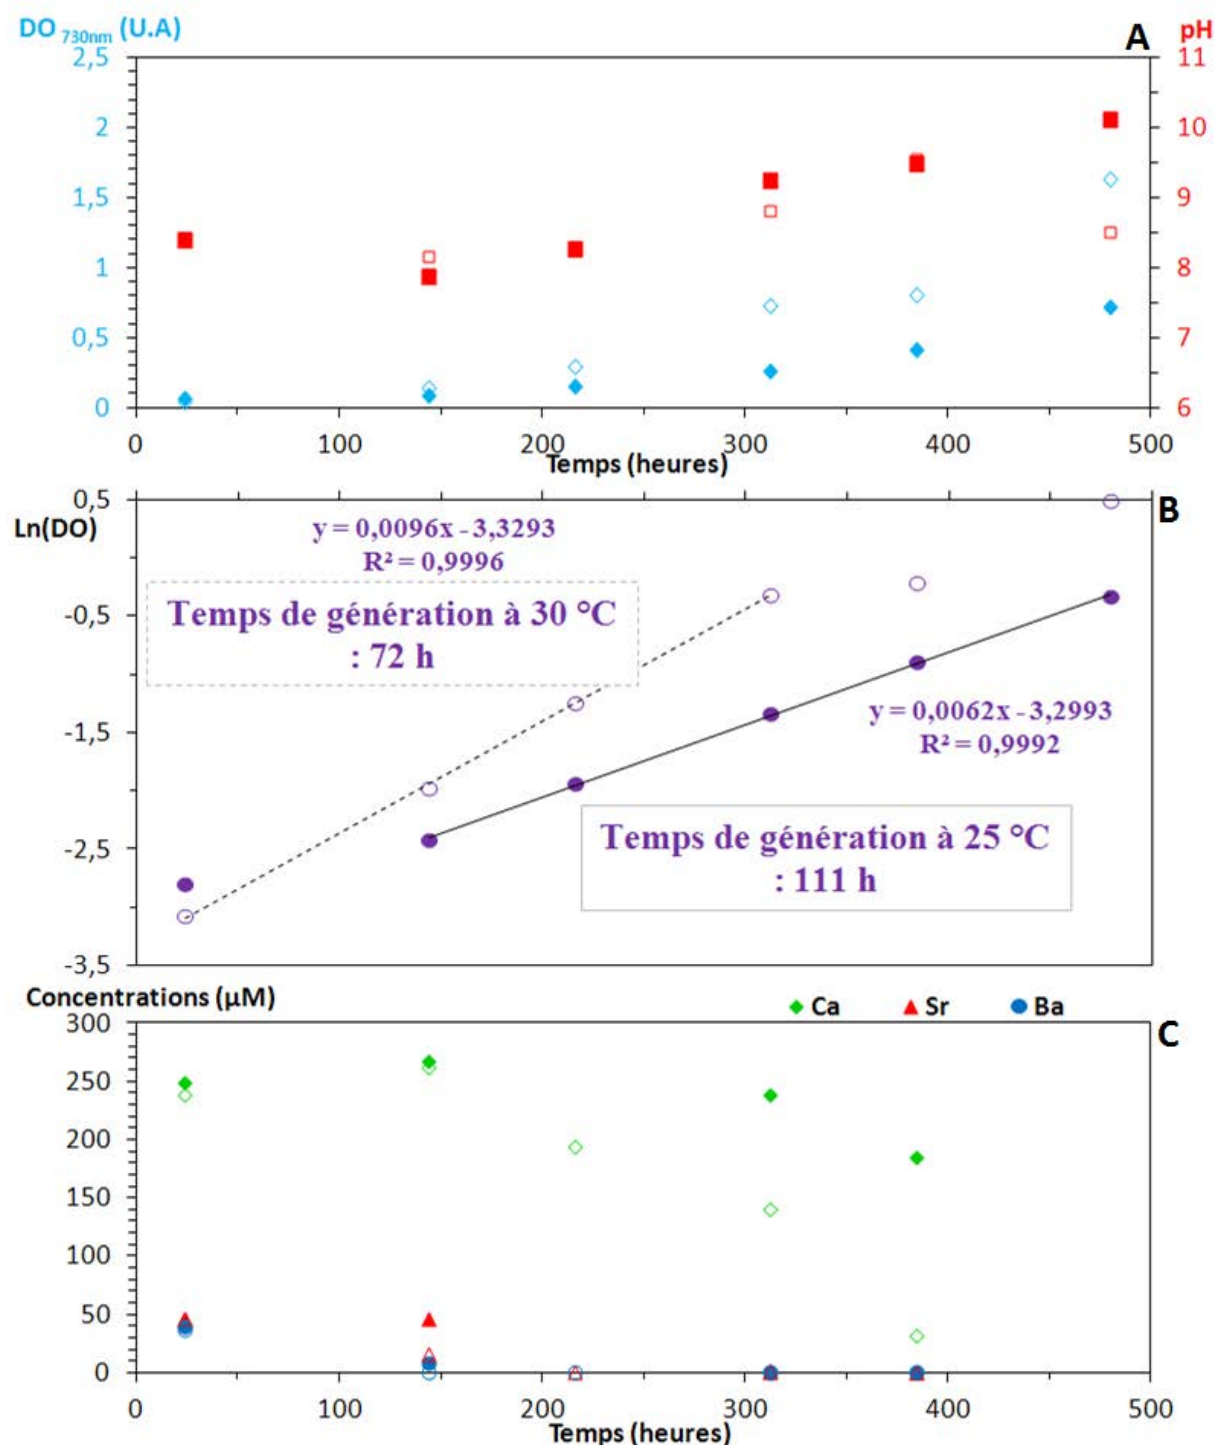 DO 730nm (U.A)
A
pH
2,5
2
1,5
1
0,5
0
11
10
9
8
7
6
0 100 200 300 400 500
Temps (heures)
B
Ln(DO)
0,5
-0,5
-1,5
-2,5
-3,5
y = 0,0096x - 3,3293
R² = 0,9996
Temps de génération à 30 °C
: 72 h
y = 0,0062x - 3,2993
R² = 0,9992
Temps de génération à 25 °C
: 111 h
Concentrations (µM)
Ca Sr Ba
C
300
250
200
150
100
50
0
0 100 200 300 400 500
Temps (heures)